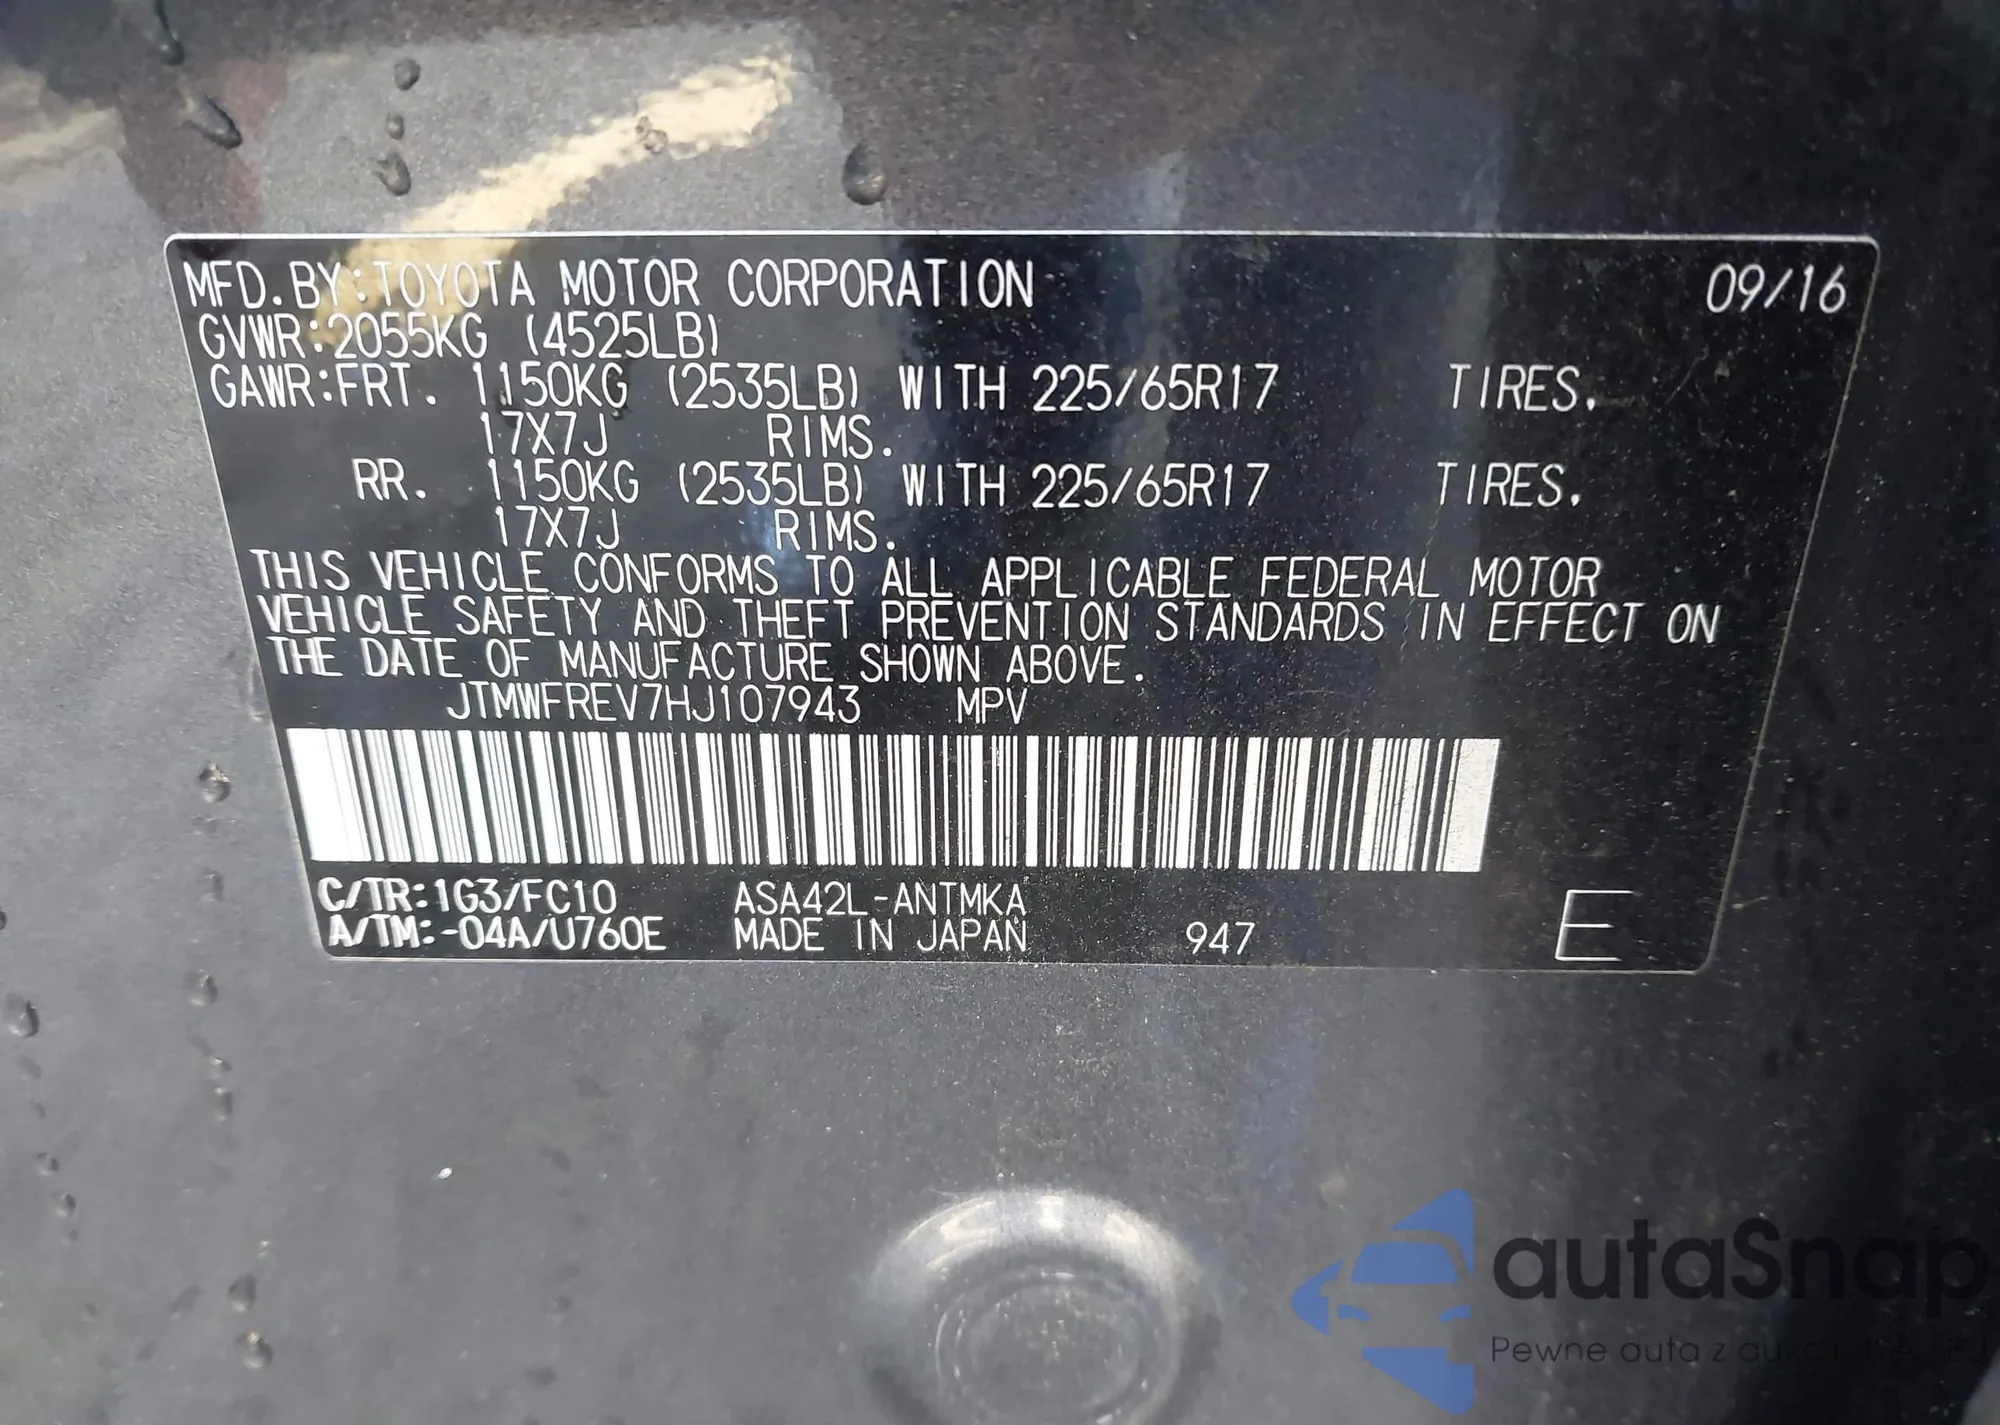 MFD.BY:TOYOTA MOTOR CORPORATION 09/16
GVWR:2055KG (4525LB)
GAWR:FRT. 1150KG (2535LB) WITH 225/65R17 TIRES.
17X7J RIMS.
RR. 1150KG (2535LB) WITH 225/65R17 TIRES.
17X7J RIMS.
THIS VEHICLE CONFORMS TO ALL APPLICABLE FEDERAL MOTOR
VEHICLE SAFETY AND THEFT PREVENTION STANDARDS IN EFFECT ON
THE DATE OF MANUFACTURE SHOWN ABOVE.
JTMWFREV7HJ107943 MPV
C/TR:1G3/FC10 ASA42L-ANTMKA
A/TM:-04A/U760E MADE IN JAPAN 947 E
autaSnap
Pewne auta z